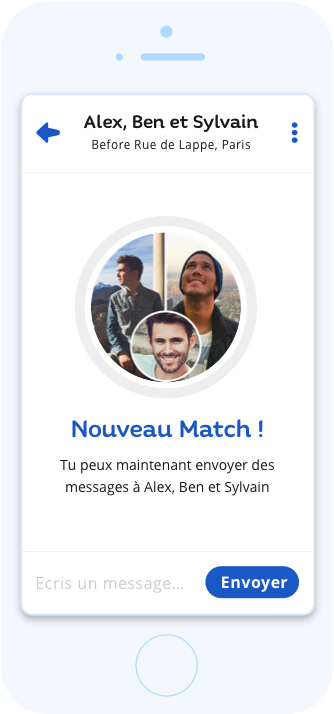 Alex, Ben et Sylvain
Before Rue de Lappe, Paris
Nouveau Match !
Tu peux maintenant envoyer des
messages à Alex, Ben et Sylvain
Ecris un message...
Envoyer